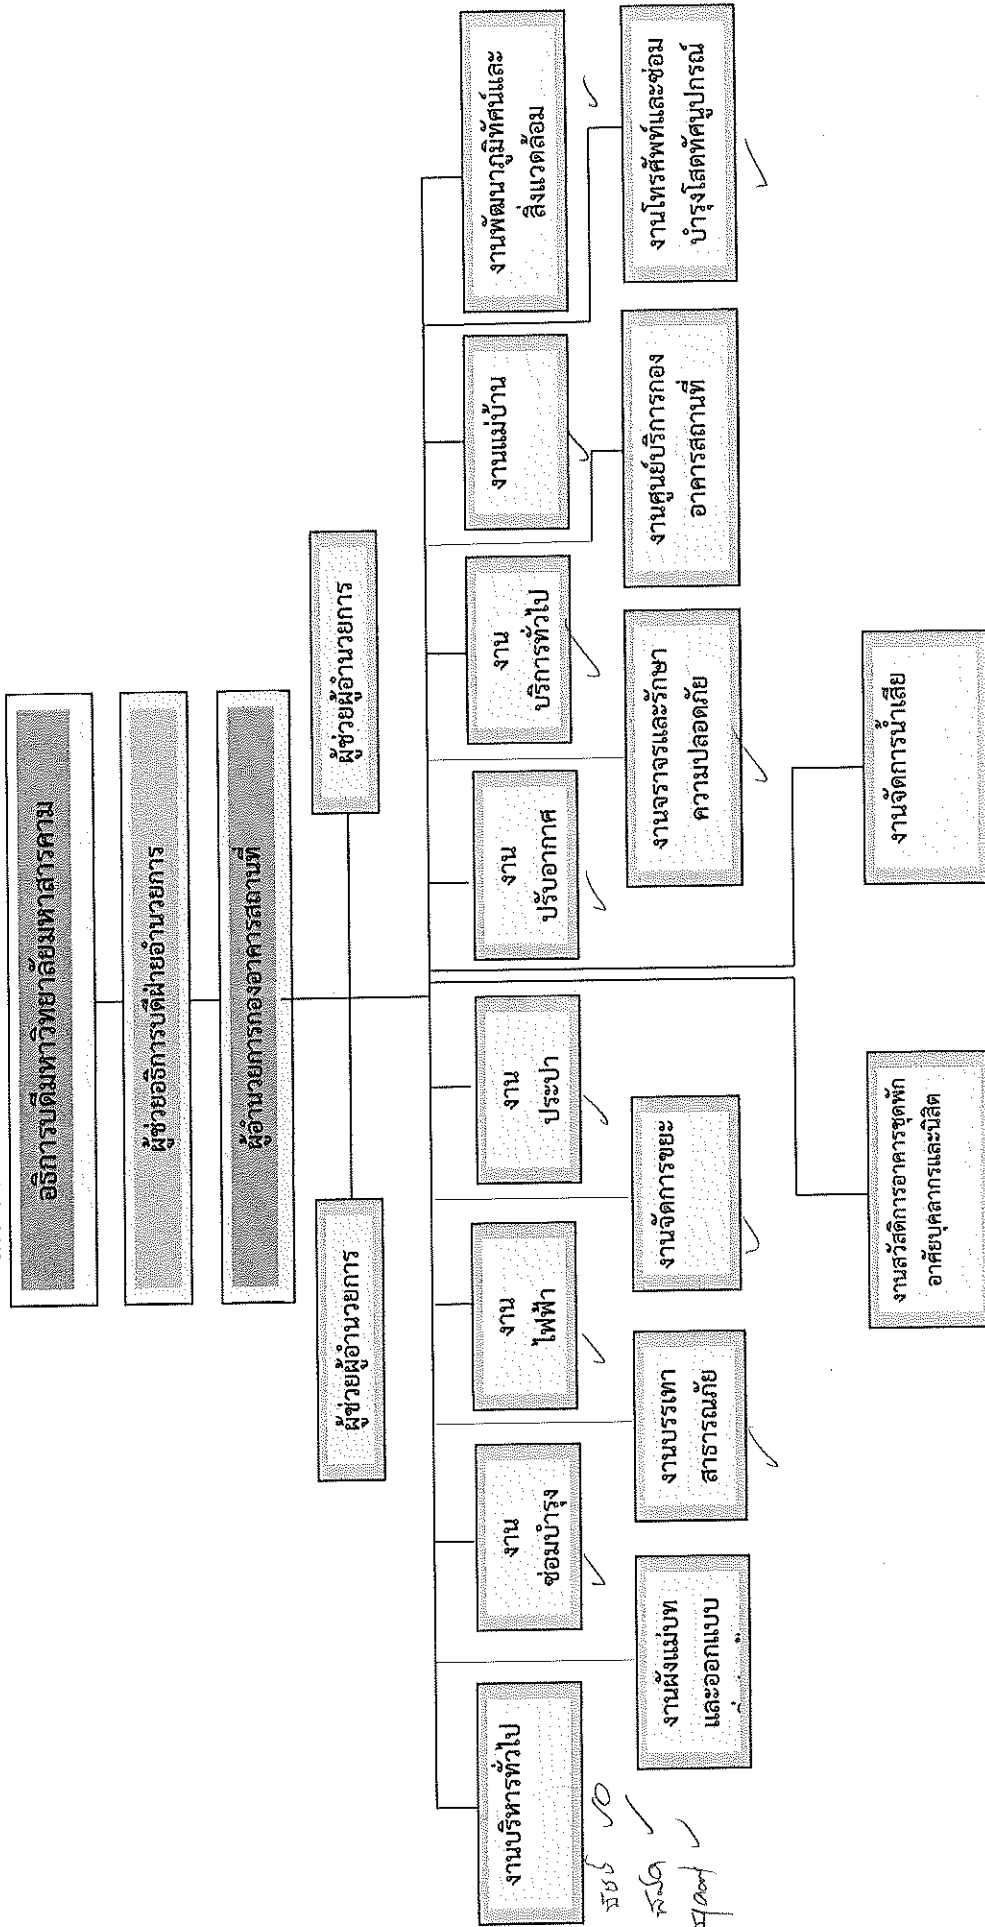 อธิการบดีมหาวิทยาลัยมหาสารคาม
ผู้ช่วยอธิการบดีฝ่ายอำนวยการ
ผู้อำนวยการกองอาคารสถานที่
ผู้ช่วยผู้อำนวยการ
ผู้ช่วยผู้อำนวยการ
งานบริหารทั่วไป
งาน
ซ่อมบำรุง
งาน
ไฟฟ้า
งาน
ประปา
งาน
ปรับอากาศ
งาน
บริการทั่วไป
งานแม่บ้าน
งานพัฒนาภูมิทัศน์และ
สิ่งแวดล้อม
งานผังแม่บท
และออกแบบ
งานบรรเทา
สาธารณภัย
งานจัดการขยะ
งานจราจรและรักษา
ความปลอดภัย
งานศูนย์บริการกอง
อาคารสถานที่
งานโทรศัพท์และซ่อม
บำรุงโสตทัศนูปกรณ์
งานสวัสดิการอาคารชุดพัก
อาศัยบุคลากรและนิสิต
งานจัดการน้ำเสีย